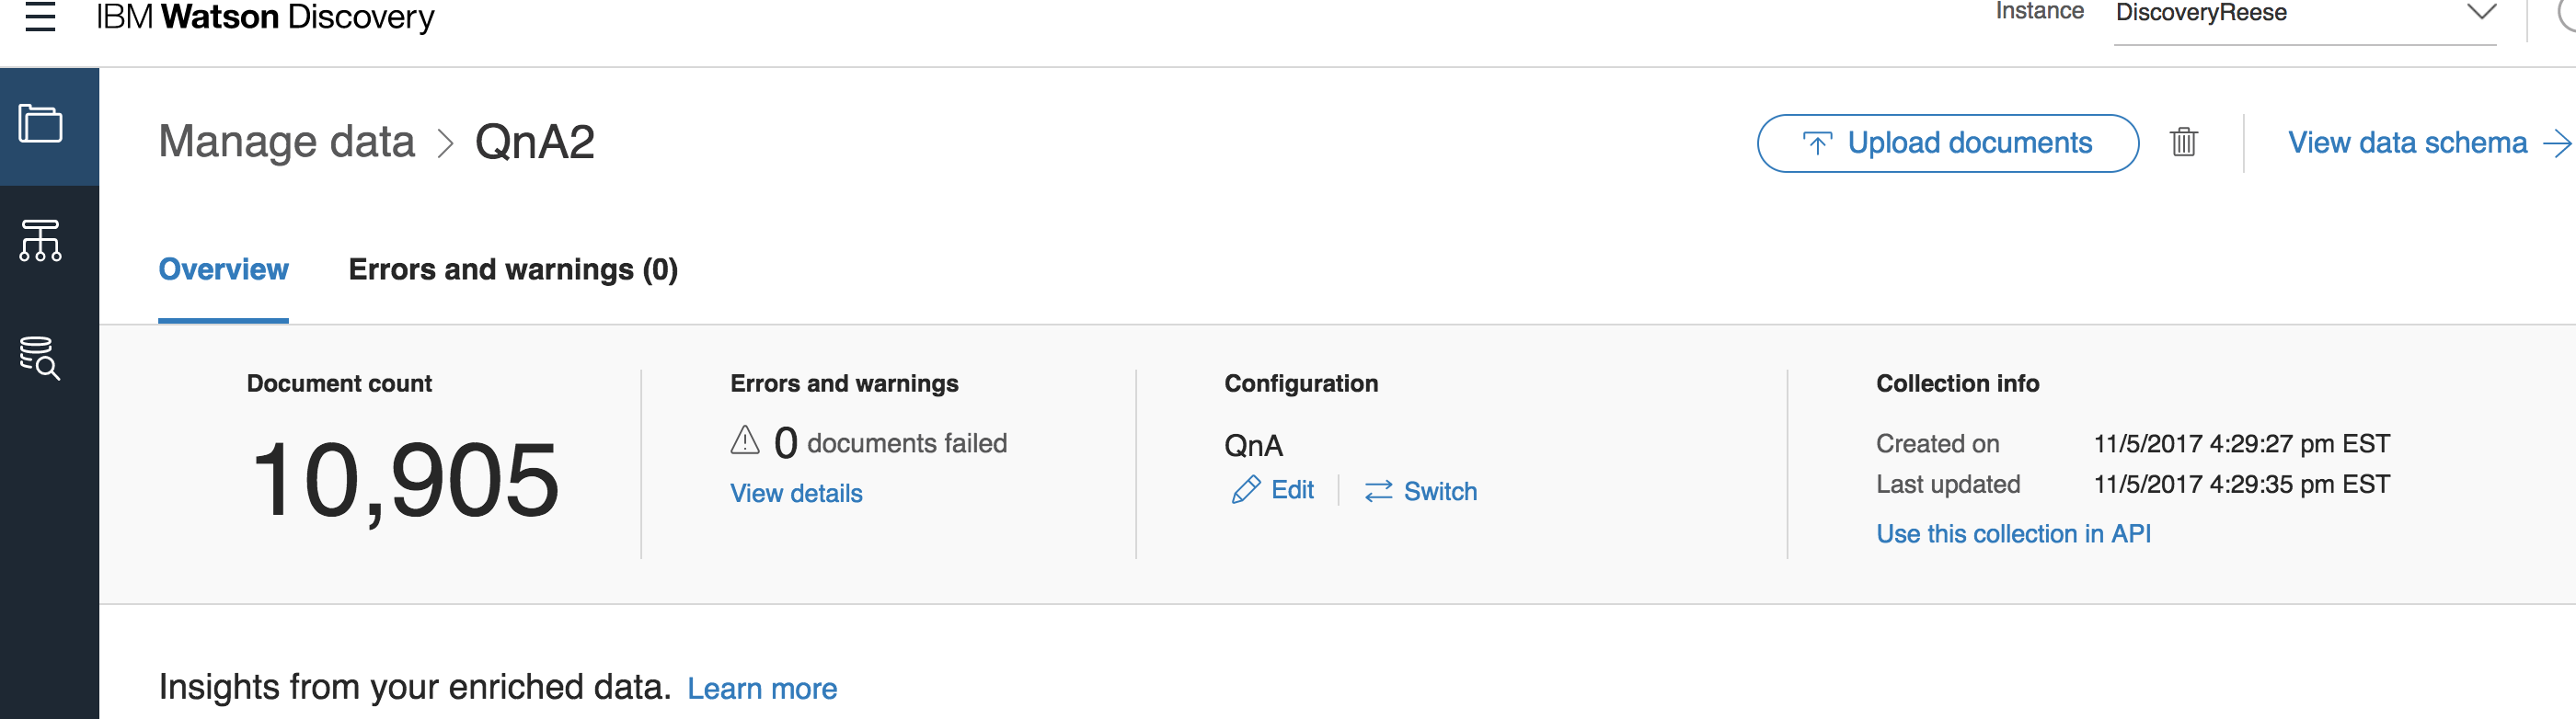 IBM Watson Discovery
Instance DiscoveryReese
Manage data > QnA2
Upload documents
View data schema
Overview
Errors and warnings (0)
Document count
10,905
Errors and warnings
0 documents failed
View details
Configuration
QnA
Edit
Switch
Collection info
Created on 11/5/2017 4:29:27 pm EST
Last updated 11/5/2017 4:29:35 pm EST
Use this collection in API
Insights from your enriched data. Learn more